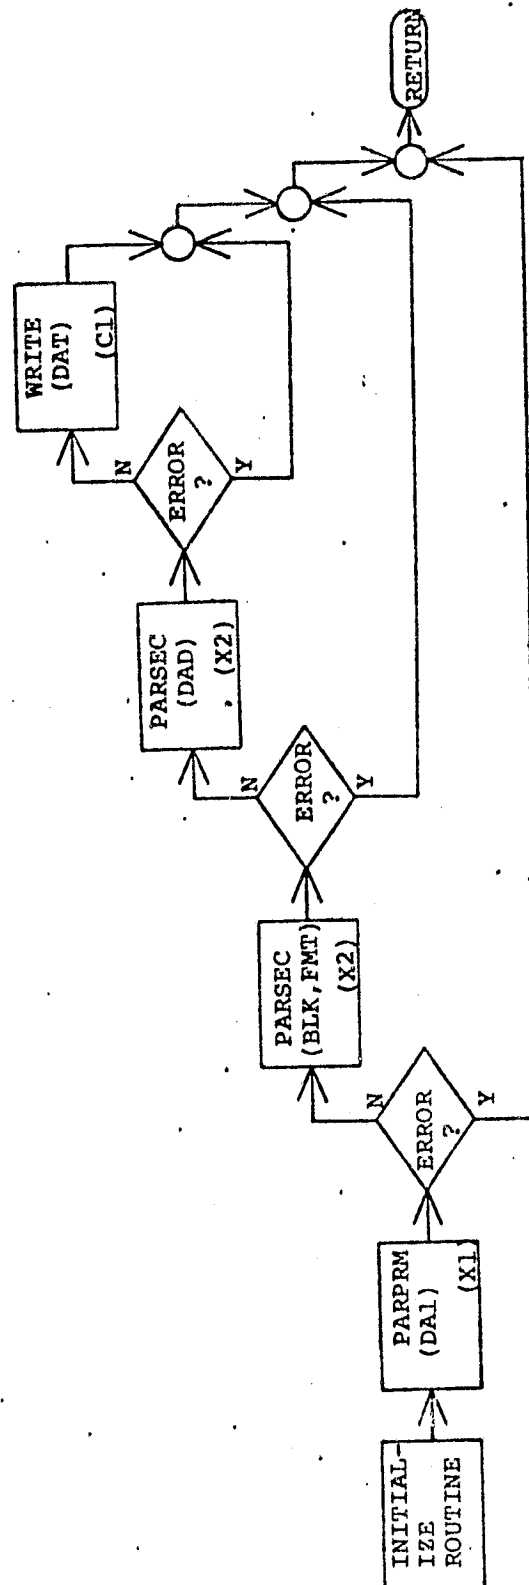 INITIAL-
IZE
ROUTINE
PARPRM
(DA1)
(X1)
ERROR
?
N
Y
PARSEC
(BLK,FMT)
(X2)
ERROR
?
N
Y
PARSEC
(DAD)
, (X2)
ERROR
?
N
Y
WRITE
(DAT)
(C1)
RETURN